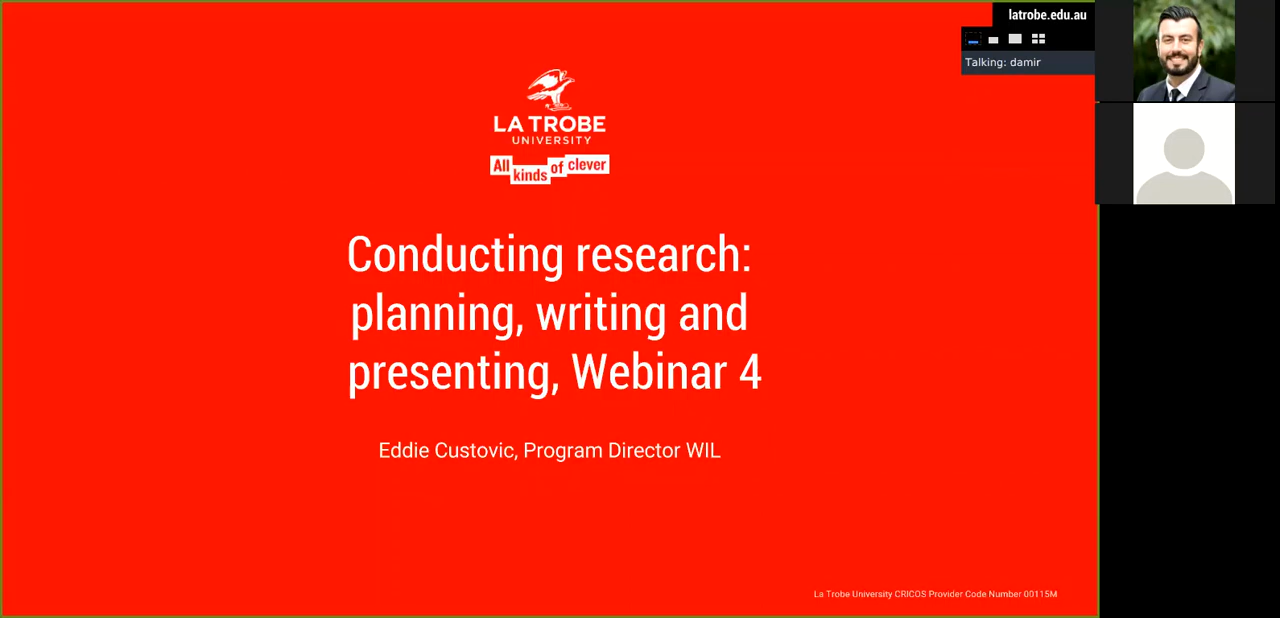 latrobe.edu.au
Talking: damir
LA TROBE
UNIVERSITY
All kinds of clever
Conducting research:
planning, writing and
presenting, Webinar 4
Eddie Custovic, Program Director WIL
La Trobe University CRICOS Provider Code Number 00115M